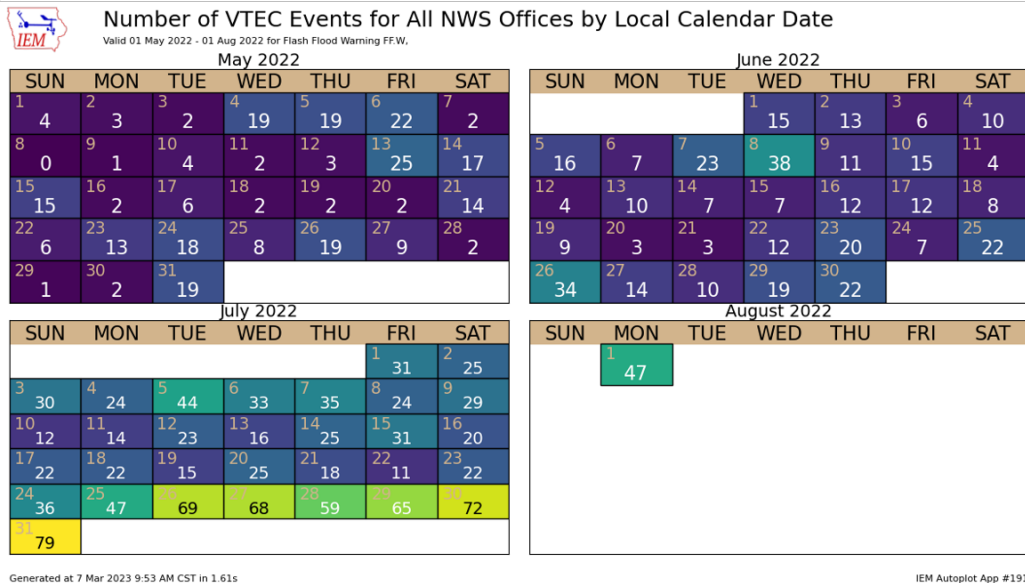 IEM
Number of VTEC Events for All NWS Offices by Local Calendar Date
Valid 01 May 2022 - 01 Aug 2022 for Flash Flood Warning FF.W,
May 2022
SUN MON TUE WED THU FRI SAT
1 2 3 4 5 6 7
4 3 2 19 19 22 2
8 9 10 11 12 13 14
0 1 4 2 3 25 17
15 16 17 18 19 20 21
15 2 6 2 2 2 14
22 23 24 25 26 27 28
6 13 18 8 19 9 2
29 30 31
1 2 19
June 2022
SUN MON TUE WED THU FRI SAT
1 2 3 4
15 13 6 10
5 6 7 8 9 10 11
16 7 23 38 11 15 4
12 13 14 15 16 17 18
4 10 7 7 12 12 8
19 20 21 22 23 24 25
9 3 3 12 20 7 22
26 27 28 29 30
34 14 10 19 22
July 2022
SUN MON TUE WED THU FRI SAT
1 2
31 25
3 4 5 6 7 8 9
30 24 44 33 35 24 29
10 11 12 13 14 15 16
12 14 23 16 25 31 20
17 18 19 20 21 22 23
22 22 15 25 18 11 22
24 25 26 27 28 29 30
36 47 69 68 59 65 72
31
79
August 2022
SUN MON TUE WED THU FRI SAT
1
47
Generated at 7 Mar 2023 9:53 AM CST in 1.61s
IEM Autoplot App #191